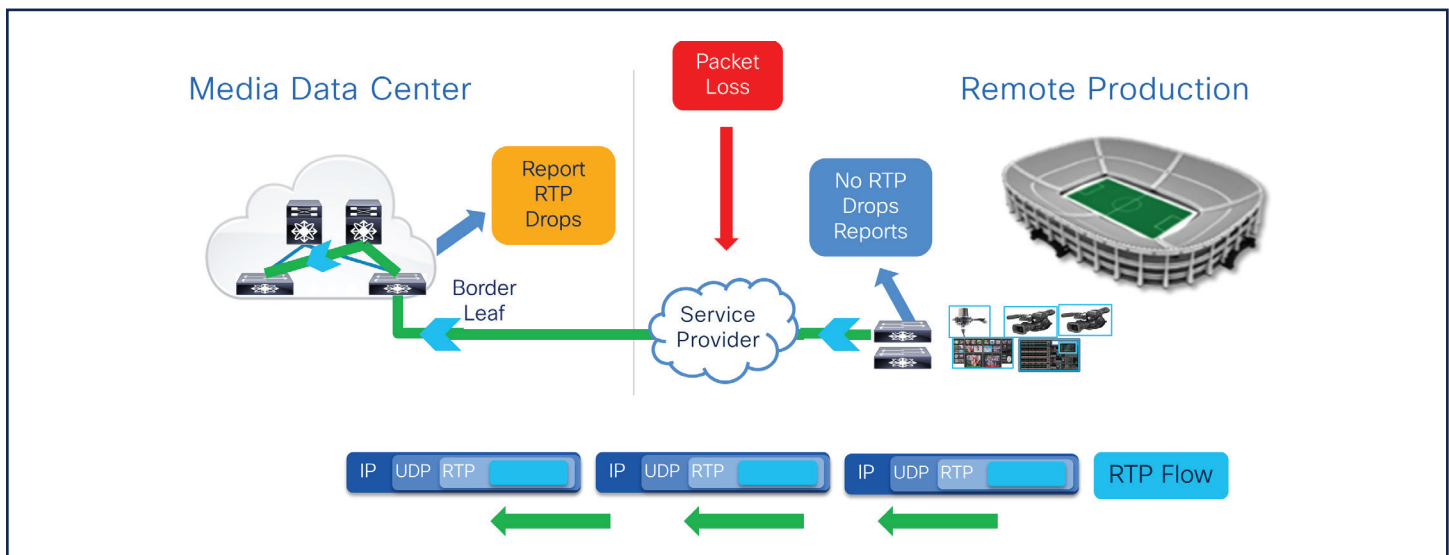 Media Data Center
Packet
Loss
Remote Production
Report
RTP
Drops
No RTP
Drops
Reports
Border
Leaf
Service
Provider
IP UDP RTP
IP UDP RTP
IP UDP RTP
RTP Flow